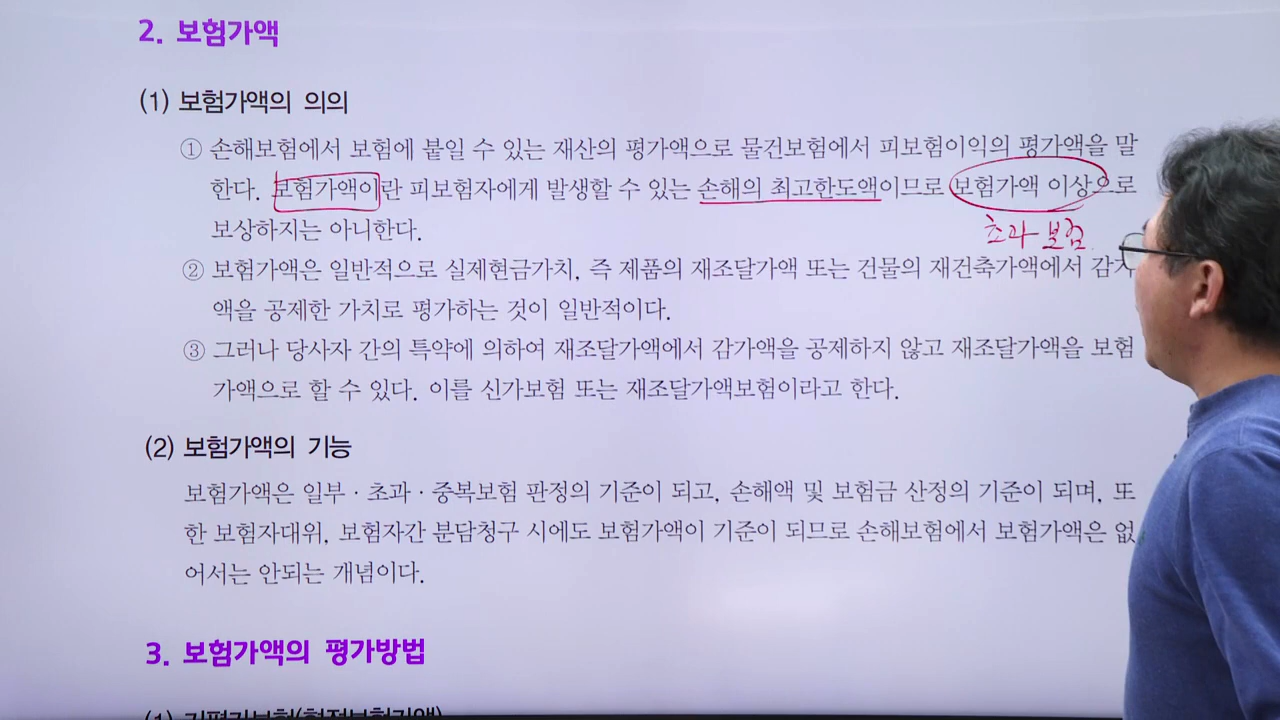 2. 보험가액
(1) 보험가액의 의의
① 손해보험에서 보험에 붙일 수 있는 재산의 평가액으로 물건보험에서 피보험이익의 평가액을 말
한다. 보험가액이란 피보험자에게 발생할 수 있는 손해의 최고한도액이므로 보험가액 이상으로
초과보험
보상하지는 아니한다.
② 보험가액은 일반적으로 실제현금가치, 즉 제품의 재조달가액 또는 건물의 재건축가액에서 감가
액을 공제한 가치로 평가하는 것이 일반적이다.
③ 그러나 당사자 간의 특약에 의하여 재조달가액에서 감가액을 공제하지 않고 재조달가액을 보험
가액으로 할 수 있다. 이를 신가보험 또는 재조달가액보험이라고 한다.
(2) 보험가액의 기능
보험가액은 일부·초과·중복보험 판정의 기준이 되고, 손해액 및 보험금 산정의 기준이 되며, 또
한 보험자대위, 보험자간 분담청구 시에도 보험가액이 기준이 되므로 손해보험에서 보험가액은 없
어서는 안되는 개념이다.
3. 보험가액의 평가방법